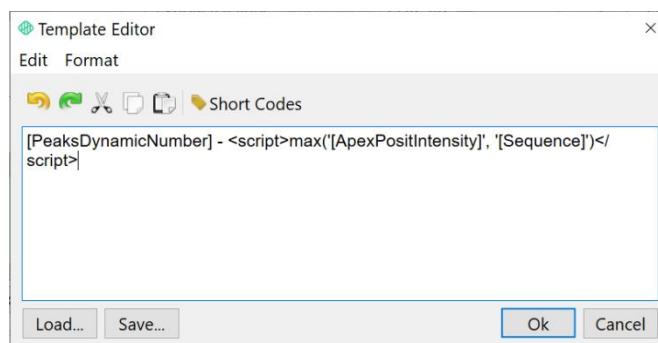 Template Editor
Edit Format
Short Codes
[PeaksDynamicNumber] - <script>max('[ApexPositIntensity]', '[Sequence]')</
script>
Load... Save... Ok Cancel